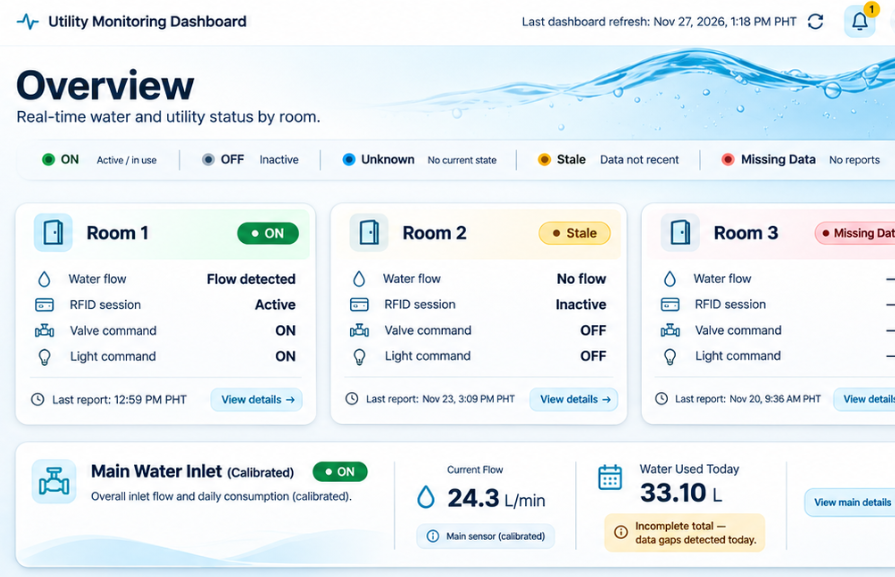 Utility Monitoring Dashboard
Last dashboard refresh: Nov 27, 2026, 1:18 PM PHT
1
Overview
Real-time water and utility status by room.
ON Active / in use
OFF Inactive
Unknown No current state
Stale Data not recent
Missing Data No reports
Room 1
ON
Water flow Flow detected
RFID session Active
Valve command ON
Light command ON
Last report: 12:59 PM PHT
View details →
Room 2
Stale
Water flow No flow
RFID session Inactive
Valve command OFF
Light command OFF
Last report: Nov 23, 3:09 PM PHT
View details →
Room 3
Missing Dat
Water flow —
RFID session —
Valve command —
Light command —
Last report: Nov 20, 9:36 AM PHT
View details
Main Water Inlet (Calibrated)
ON
Overall inlet flow and daily consumption (calibrated).
Current Flow
24.3 L/min
Main sensor (calibrated)
Water Used Today
33.10 L
Incomplete total —
data gaps detected today.
View main details